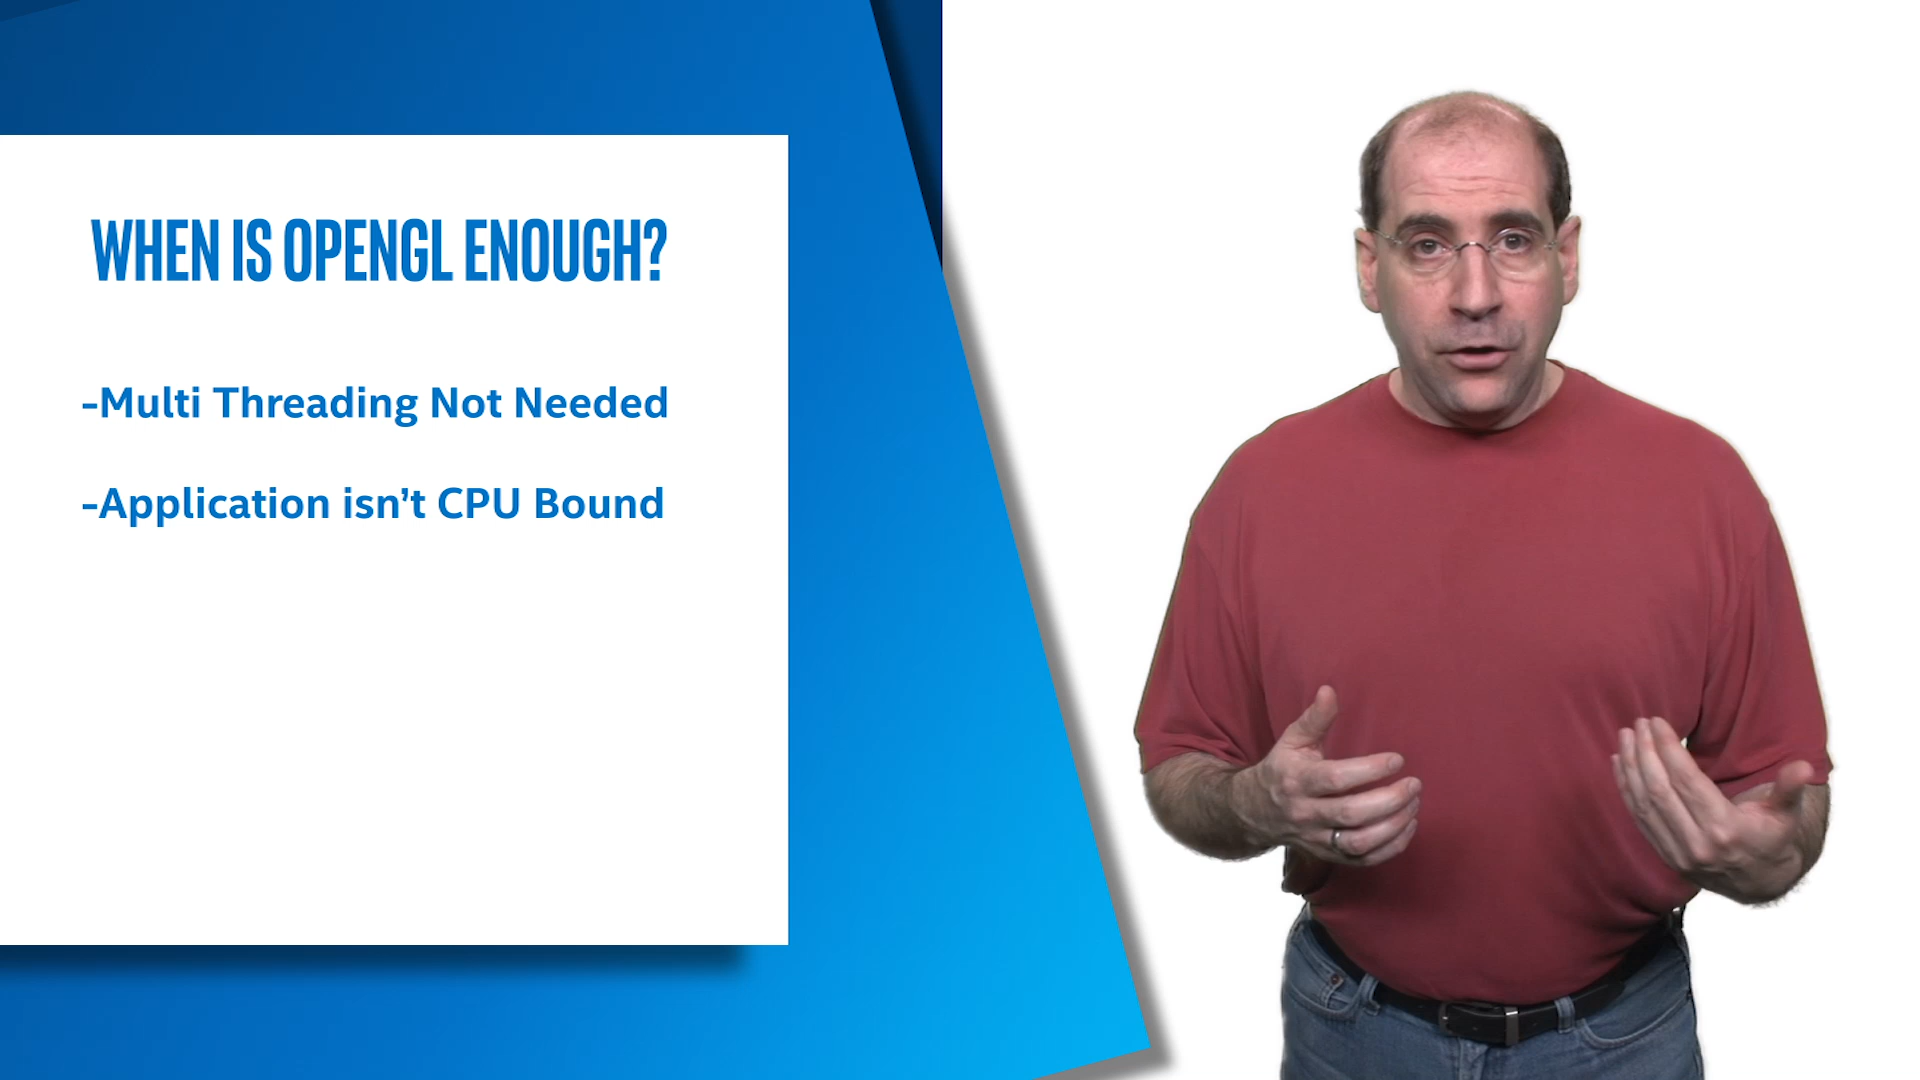 WHEN IS OPENGL ENOUGH?
-Multi Threading Not Needed
-Application isn’t CPU Bound